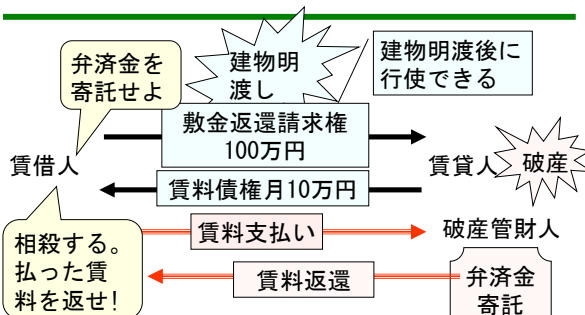 弁済金を
寄託せよ
建物明
渡し
建物明渡後に
行使できる
敷金返還請求権
100万円
賃借人
賃貸人
破産
賃料債権月10万円
相殺する。
払った賃
料を返せ!
賃料支払い
破産管財人
賃料返還
弁済金
寄託